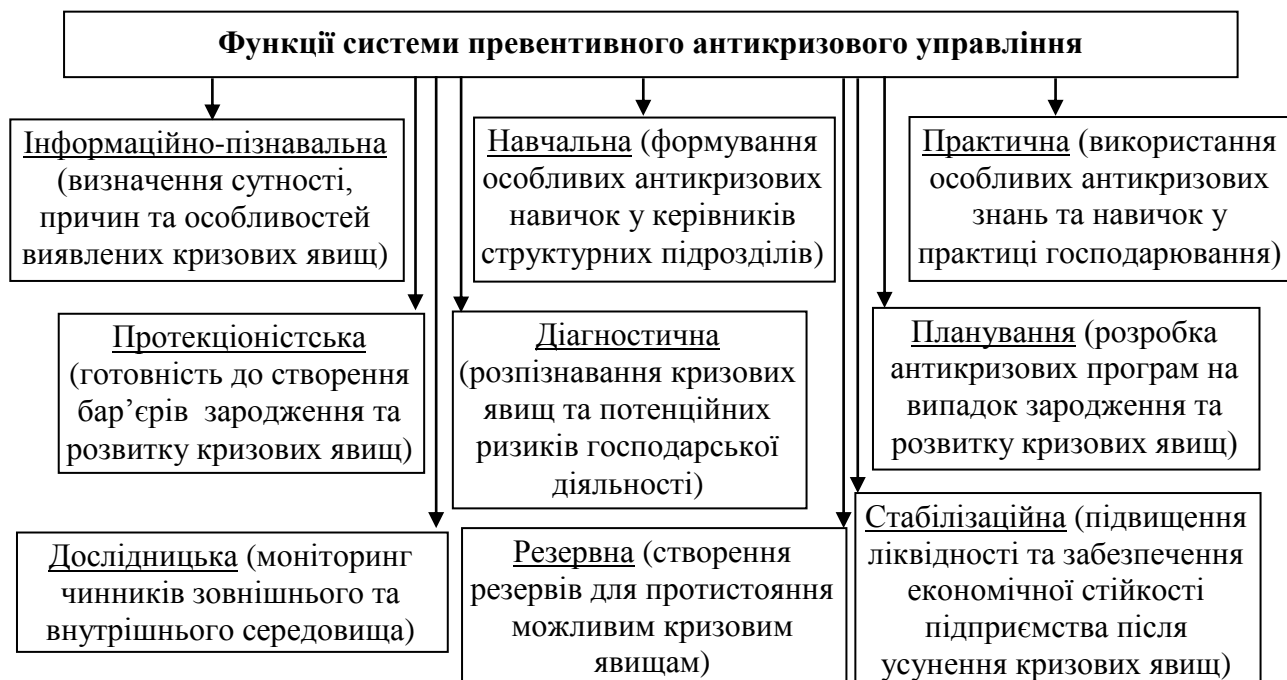 Функції системи превентивного антикризового управління
Інформаційно-пізнавальна
(визначення сутності,
причин та особливостей
виявлених кризових явищ)
Навчальна (формування
особливих антикризових
навичок у керівників
структурних підрозділів)
Практична (використання
особливих антикризових
знань та навичок у
практиці господарювання)
Протекціоністська
(готовність до створення
бар’єрів зародження та
розвитку кризових явищ)
Діагностична
(розпізнавання кризових
явищ та потенційних
ризиків господарської
діяльності)
Планування (розробка
антикризових програм на
випадок зародження та
розвитку кризових явищ)
Дослідницька (моніторинг
чинників зовнішнього та
внутрішнього середовища)
Резервна (створення
резервів для протистояння
можливим кризовим
явищам)
Стабілізаційна (підвищення
ліквідності та забезпечення
економічної стійкості
підприємства після
усунення кризових явищ)